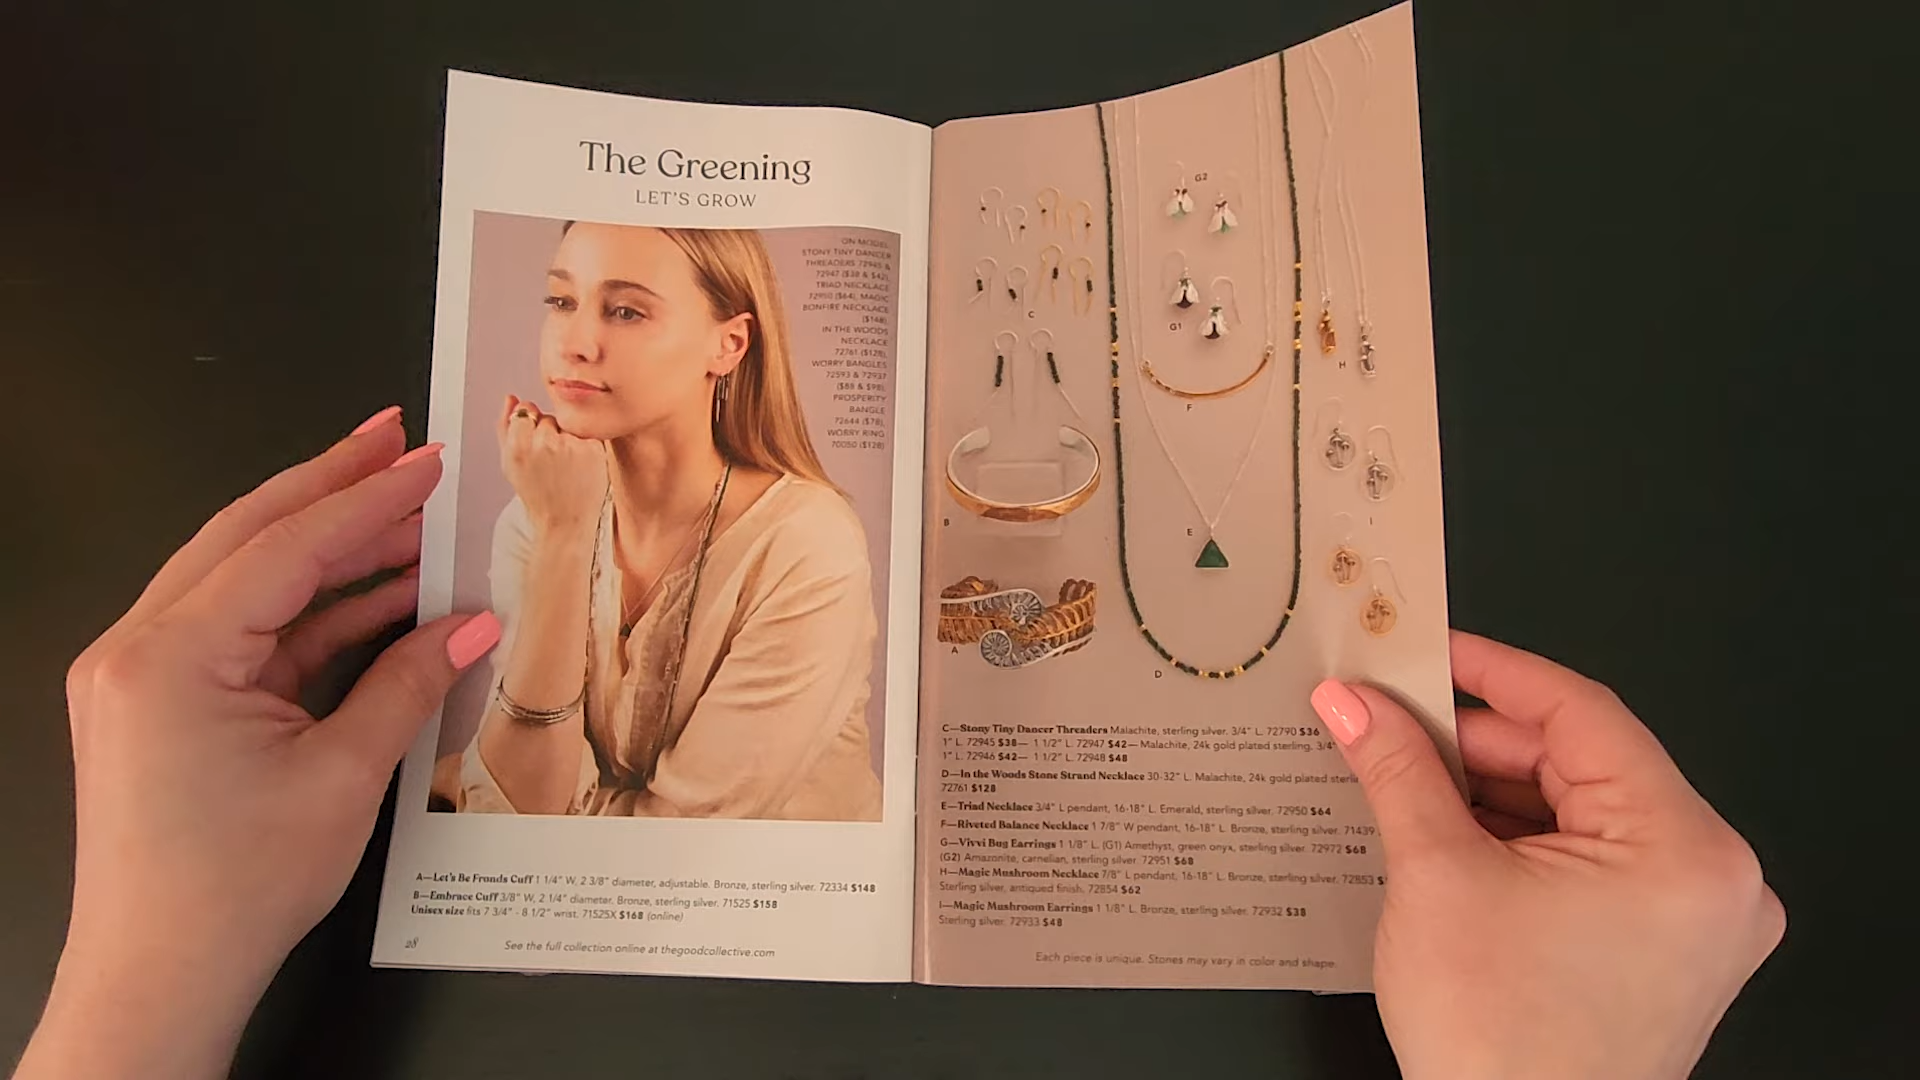 The Greening
LET'S GROW
ON MODEL:
STONY TINY DANCER
THREADERS 72945 &
72947 ($38 & $42),
TRIAD NECKLACE
72950 ($64), MAGIC
BONFIRE NECKLACE
($148),
IN THE WOODS
NECKLACE
72761 ($128),
WORRY BANGLES
72593 & 72937
($88 & $98),
PROSPERITY
BANGLE
72644 ($78),
WORRY RING
70050 ($128)
A—Let's Be Fronds Cuff 1 1/4" W, 2 3/8" diameter, adjustable. Bronze, sterling silver. 72334 $148
B—Embrace Cuff 3/8" W, 2 1/4" diameter. Bronze, sterling silver. 71525 $158
Unisex size fits 7 3/4" - 8 1/2" wrist. 71525X $168 (online)
28
See the full collection online at thegoodcollective.com
G2
G1
C
H
F
B
I
E
A
D
C—Stony Tiny Dancer Threaders Malachite, sterling silver. 3/4" L. 72790 $36
1" L. 72945 $38— 1 1/2" L. 72947 $42— Malachite, 24k gold plated sterling. 3/4"
1" L. 72946 $42— 1 1/2" L. 72948 $48
D—In the Woods Stone Strand Necklace 30-32" L. Malachite, 24k gold plated
72761 $128
E—Triad Necklace 3/4" L pendant, 16-18" L. Emerald, sterling silver. 72950 $64
F—Riveted Balance Necklace 1 7/8" W pendant, 16-18" L. Bronze, sterling silver. 71439
G—Vivvi Bug Earrings 1 1/8" L. (G1) Amethyst, green onyx, sterling silver. 72972 $68
(G2) Amazonite, carnelian, sterling silver. 72951 $68
H—Magic Mushroom Necklace 7/8" L pendant, 16-18" L. Bronze, sterling silver. 72853 $
Sterling silver, antiqued finish. 72854 $62
I—Magic Mushroom Earrings 1 1/8" L. Bronze, sterling silver. 72932 $38
Sterling silver. 72933 $48
Each piece is unique. Stones may vary in color and shape.